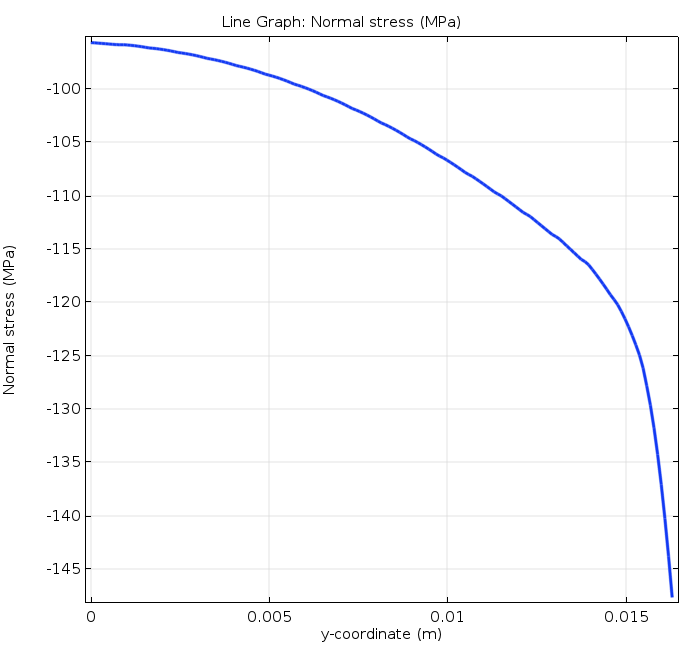 Line Graph: Normal stress (MPa)
Normal stress (MPa)
-100
-105
-110
-115
-120
-125
-130
-135
-140
-145
0 0.005 0.01 0.015
y-coordinate (m)